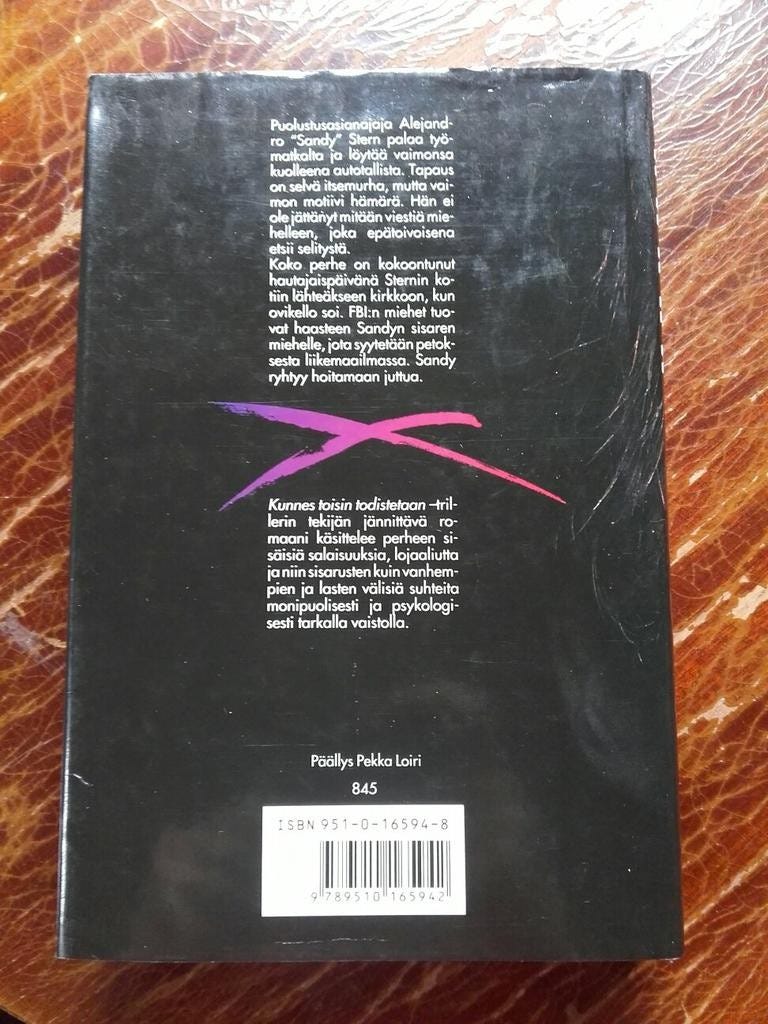 Puolustusasianajaja Alejand-
ro "Sandy" Stern palaa työ-
matkalta ja löytää vaimonsa
kuolleena autotallista. Tapaus
on selvä itsemurha, mutta vai-
mon motiivi hämärä. Hän ei
ole jättänyt mitään viestiä mie-
helleen, joka epätoivoisena
etsii selitystä.
Koko perhe on kokoontunut
hautajaispäivänä Sternin ko-
tiin lähteäkseen kirkkoon, kun
ovikello soi. FBI:n miehet tuo-
vat haasteen Sandyn sisaren
miehelle, jota syytetään petok-
sesta liikemaailmassa. Sandy
ryhtyy hoitamaan juttua.
Kunnes toisin todistetaan –tril-
lerin tekijän jännittävä ro-
maani käsittelee perheen si-
säisiä salaisuuksia, lojaaliutta
ja niin sisarusten kuin vanhem-
pien ja lasten välisiä suhteita
monipuolisesti ja psykologi-
sesti tarkalla vaistolla.
Päällys Pekka Loiri
845
ISBN 951-0-16594-8
9 789510 165942